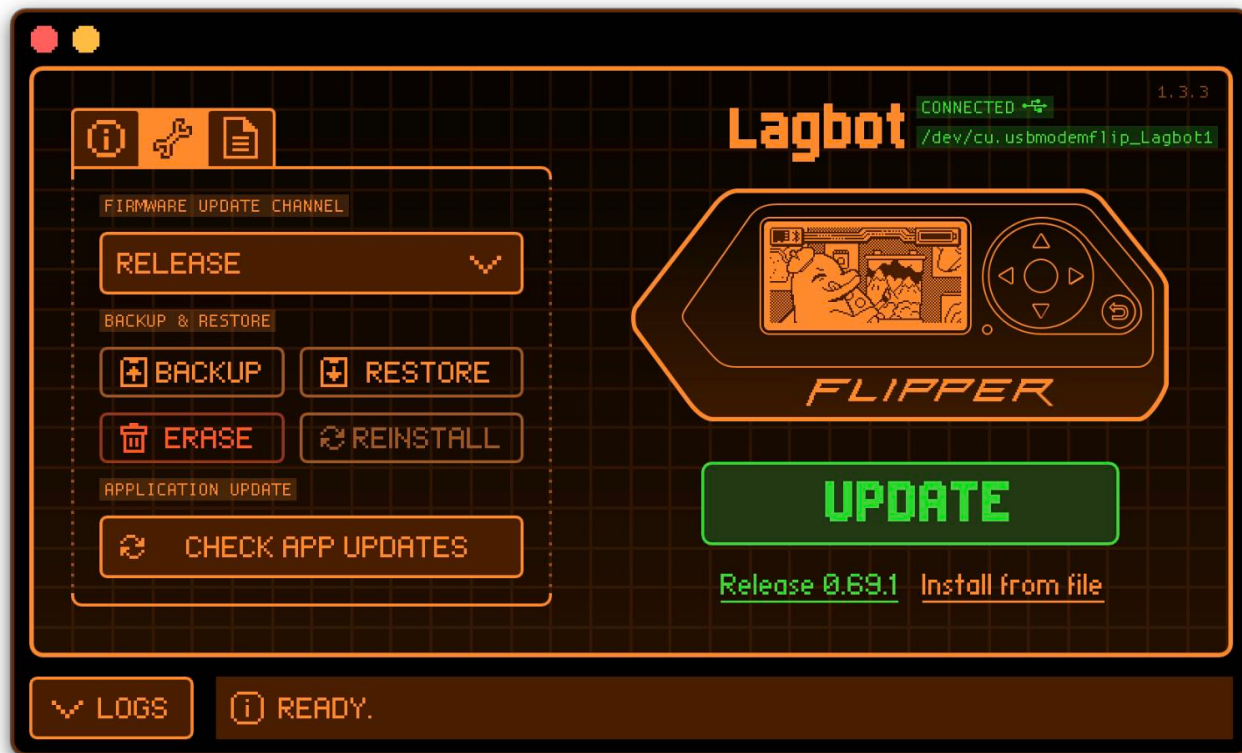 1.3.3
Lagbot
CONNECTED
/dev/cu.usbmodemflip_Lagbot1
FIRMWARE UPDATE CHANNEL
RELEASE
BACKUP & RESTORE
BACKUP
RESTORE
ERASE
REINSTALL
APPLICATION UPDATE
CHECK APP UPDATES
FLIPPER
UPDATE
Release 0.69.1
Install from file
LOGS
READY.